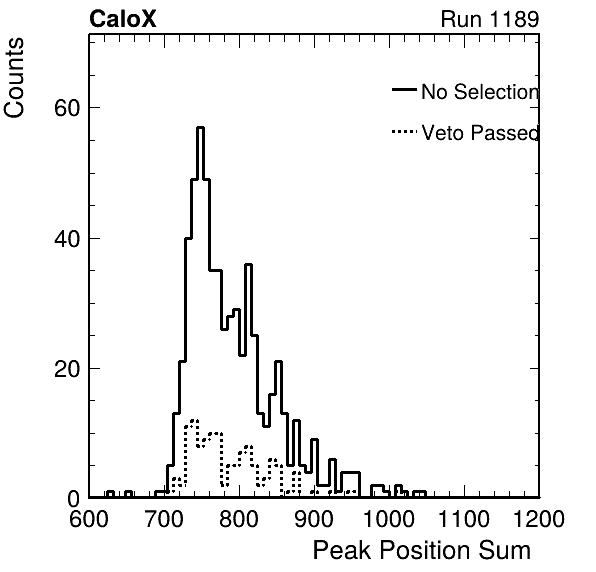 CaloX Run 1189
Counts
No Selection
Veto Passed
60
40
20
0
600 700 800 900 1000 1100 1200
Peak Position Sum